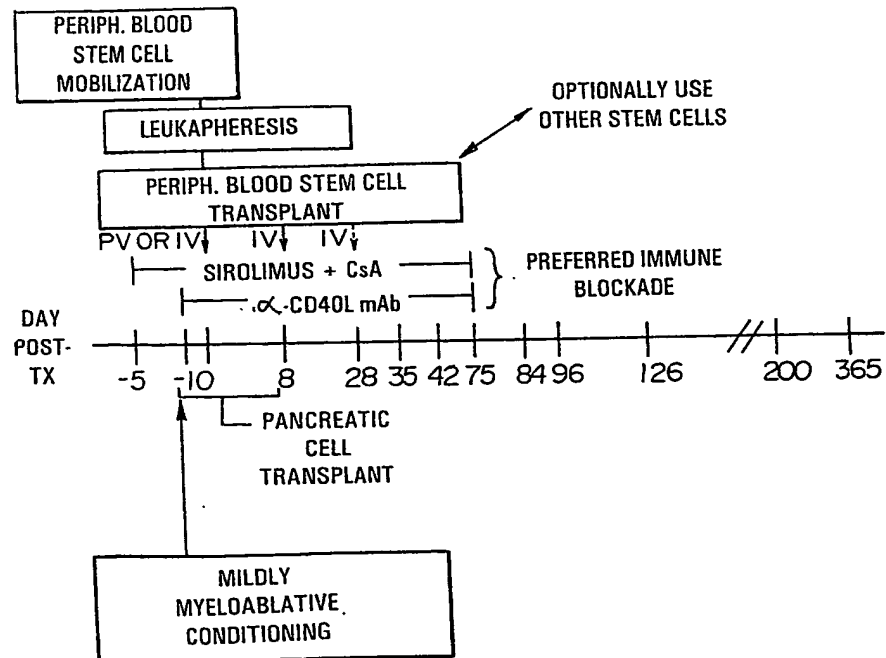 PERIPH. BLOOD
STEM CELL
MOBILIZATION
LEUKAPHERESIS
OPTIONALLY USE
OTHER STEM CELLS
PERIPH. BLOOD STEM CELL
TRANSPLANT
PV OR IV IV IV
SIROLIMUS + CsA
α-CD40L mAb
PREFERRED IMMUNE
BLOCKADE
DAY
POST-
TX
-5 -1 0 8 28 35 42 75 84 96 126 200 365
PANCREATIC
CELL
TRANSPLANT
MILDLY
MYELOABLATIVE
CONDITIONING